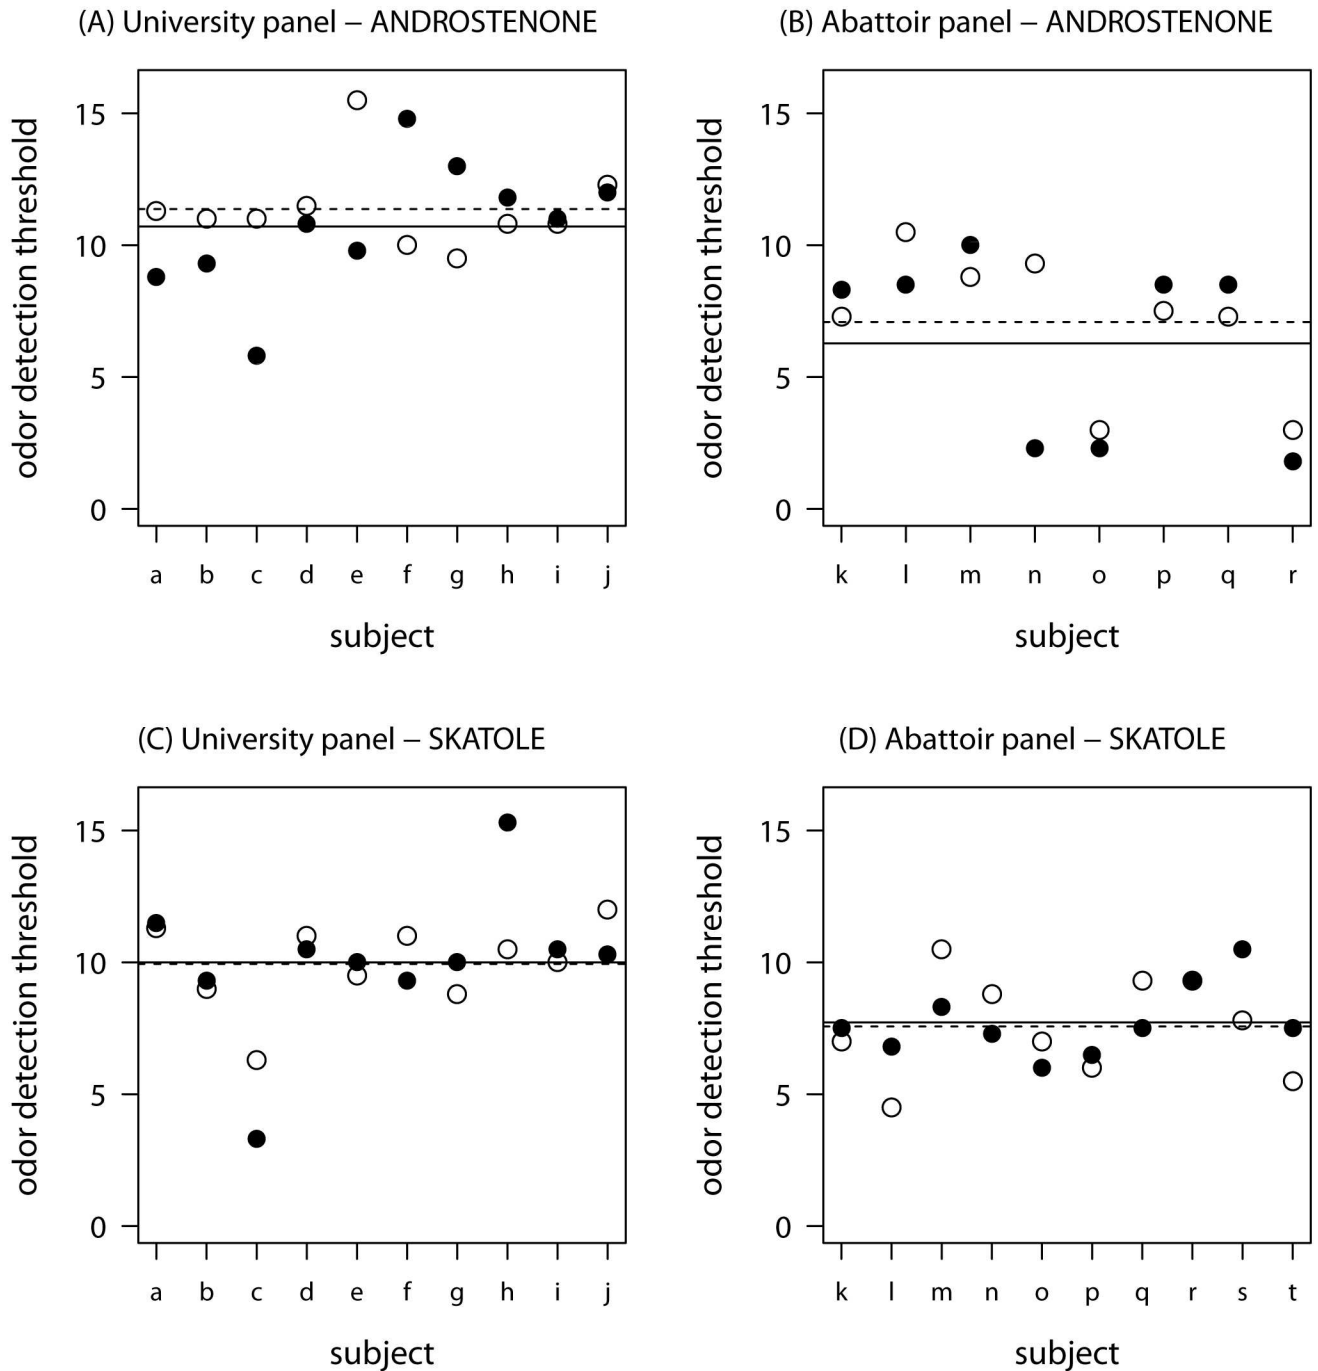 (A) University panel – ANDROSTENONE
odor detection threshold
15
10
5
0
a b c d e f g h i j
subject
(B) Abattoir panel – ANDROSTENONE
odor detection threshold
15
10
5
0
k l m n o p q r
subject
(C) University panel – SKATOLE
odor detection threshold
15
10
5
0
a b c d e f g h i j
subject
(D) Abattoir panel – SKATOLE
odor detection threshold
15
10
5
0
k l m n o p q r s t
subject